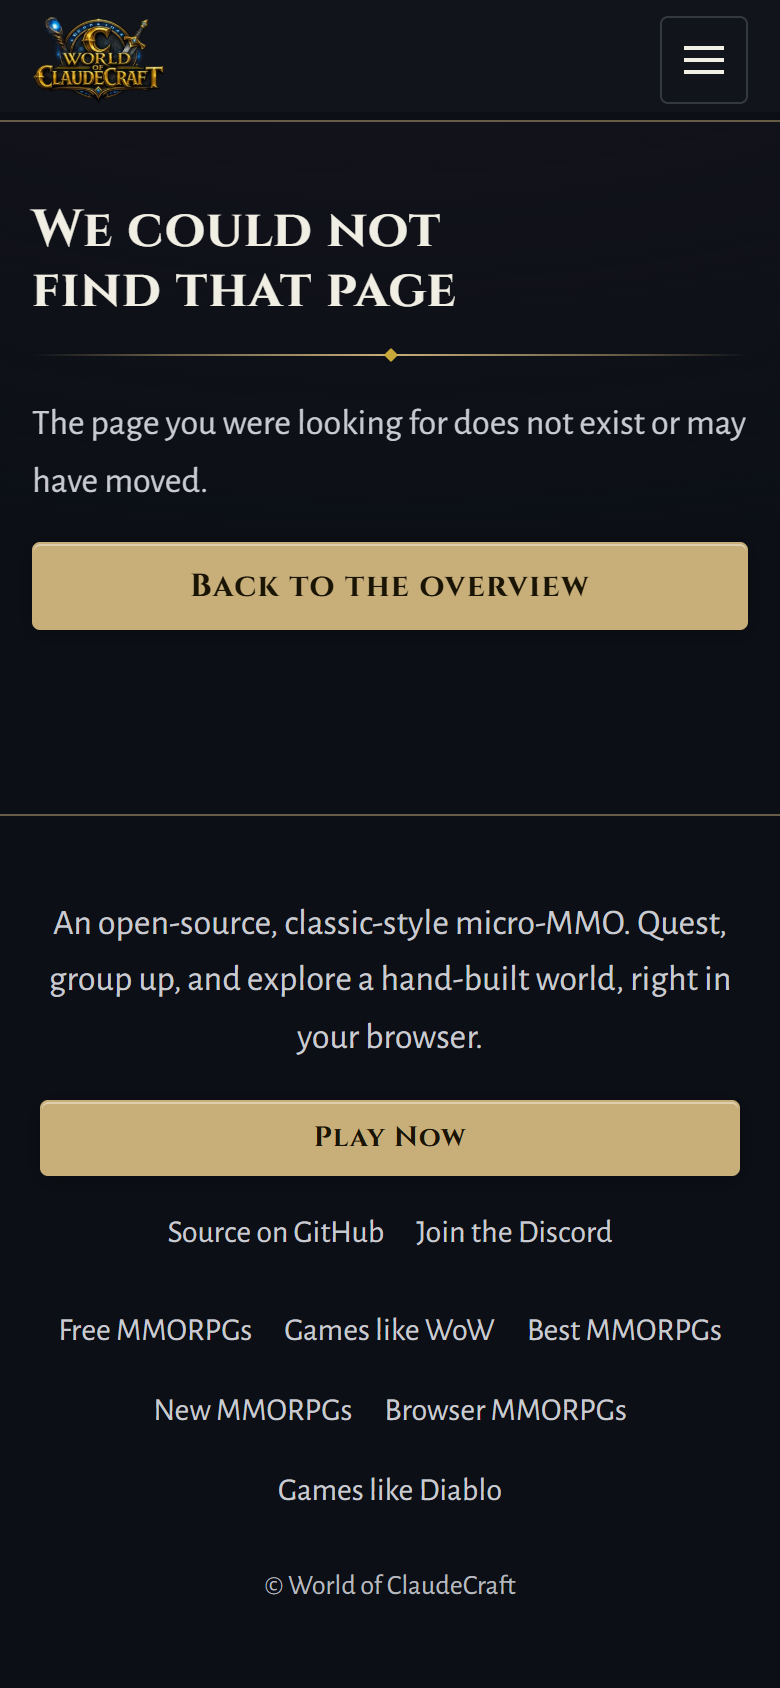 WORLD
OF
CLAUDECRAFT
We could not
find that page
The page you were looking for does not exist or may
have moved.
Back to the overview
An open-source, classic-style micro-MMO. Quest,
group up, and explore a hand-built world, right in
your browser.
Play Now
Source on GitHub Join the Discord
Free MMORPGs Games like WoW Best MMORPGs
New MMORPGs Browser MMORPGs
Games like Diablo
© World of ClaudeCraft